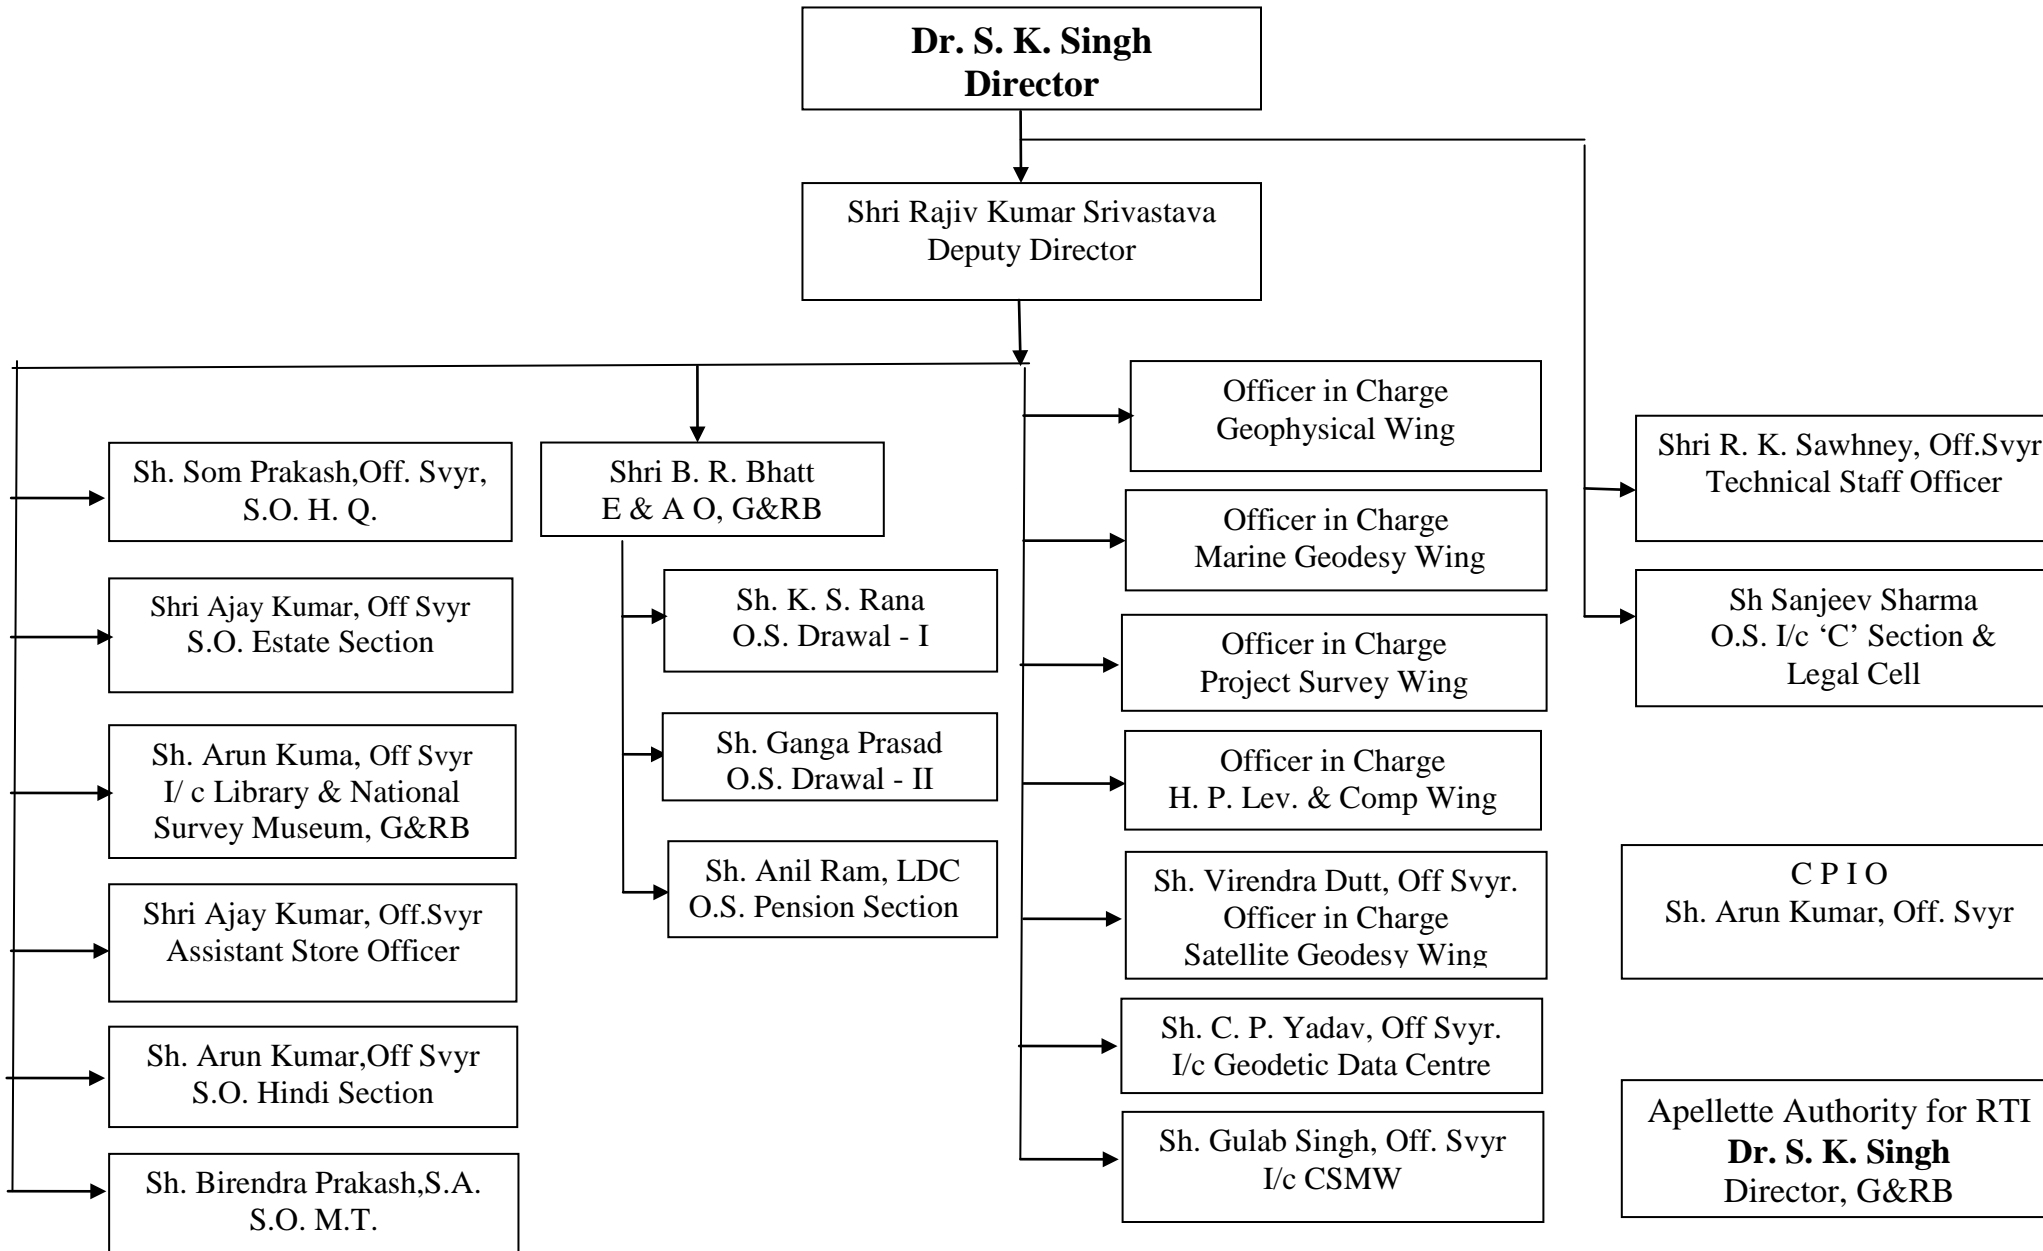 Dr. S. K. Singh
Director
Shri Rajiv Kumar Srivastava
Deputy Director
Sh. Som Prakash,Off. Svyr,
S.O. H. Q.
Shri Ajay Kumar, Off Svyr
S.O. Estate Section
Sh. Arun Kuma, Off Svyr
I/ c Library & National
Survey Museum, G&RB
Shri Ajay Kumar, Off.Svyr
Assistant Store Officer
Sh. Arun Kumar,Off Svyr
S.O. Hindi Section
Sh. Birendra Prakash,S.A.
S.O. M.T.
Shri B. R. Bhatt
E & A O, G&RB
Sh. K. S. Rana
O.S. Drawal - I
Sh. Ganga Prasad
O.S. Drawal - II
Sh. Anil Ram, LDC
O.S. Pension Section
Officer in Charge
Geophysical Wing
Officer in Charge
Marine Geodesy Wing
Officer in Charge
Project Survey Wing
Officer in Charge
H. P. Lev. & Comp Wing
Sh. Virendra Dutt, Off Svyr.
Officer in Charge
Satellite Geodesy Wing
Sh. C. P. Yadav, Off Svyr.
I/c Geodetic Data Centre
Sh. Gulab Singh, Off. Svyr
I/c CSMW
Shri R. K. Sawhney, Off.Svyr
Technical Staff Officer
Sh Sanjeev Sharma
O.S. I/c ‘C’ Section &
Legal Cell
C P I O
Sh. Arun Kumar, Off. Svyr
Apellette Authority for RTI
Dr. S. K. Singh
Director, G&RB